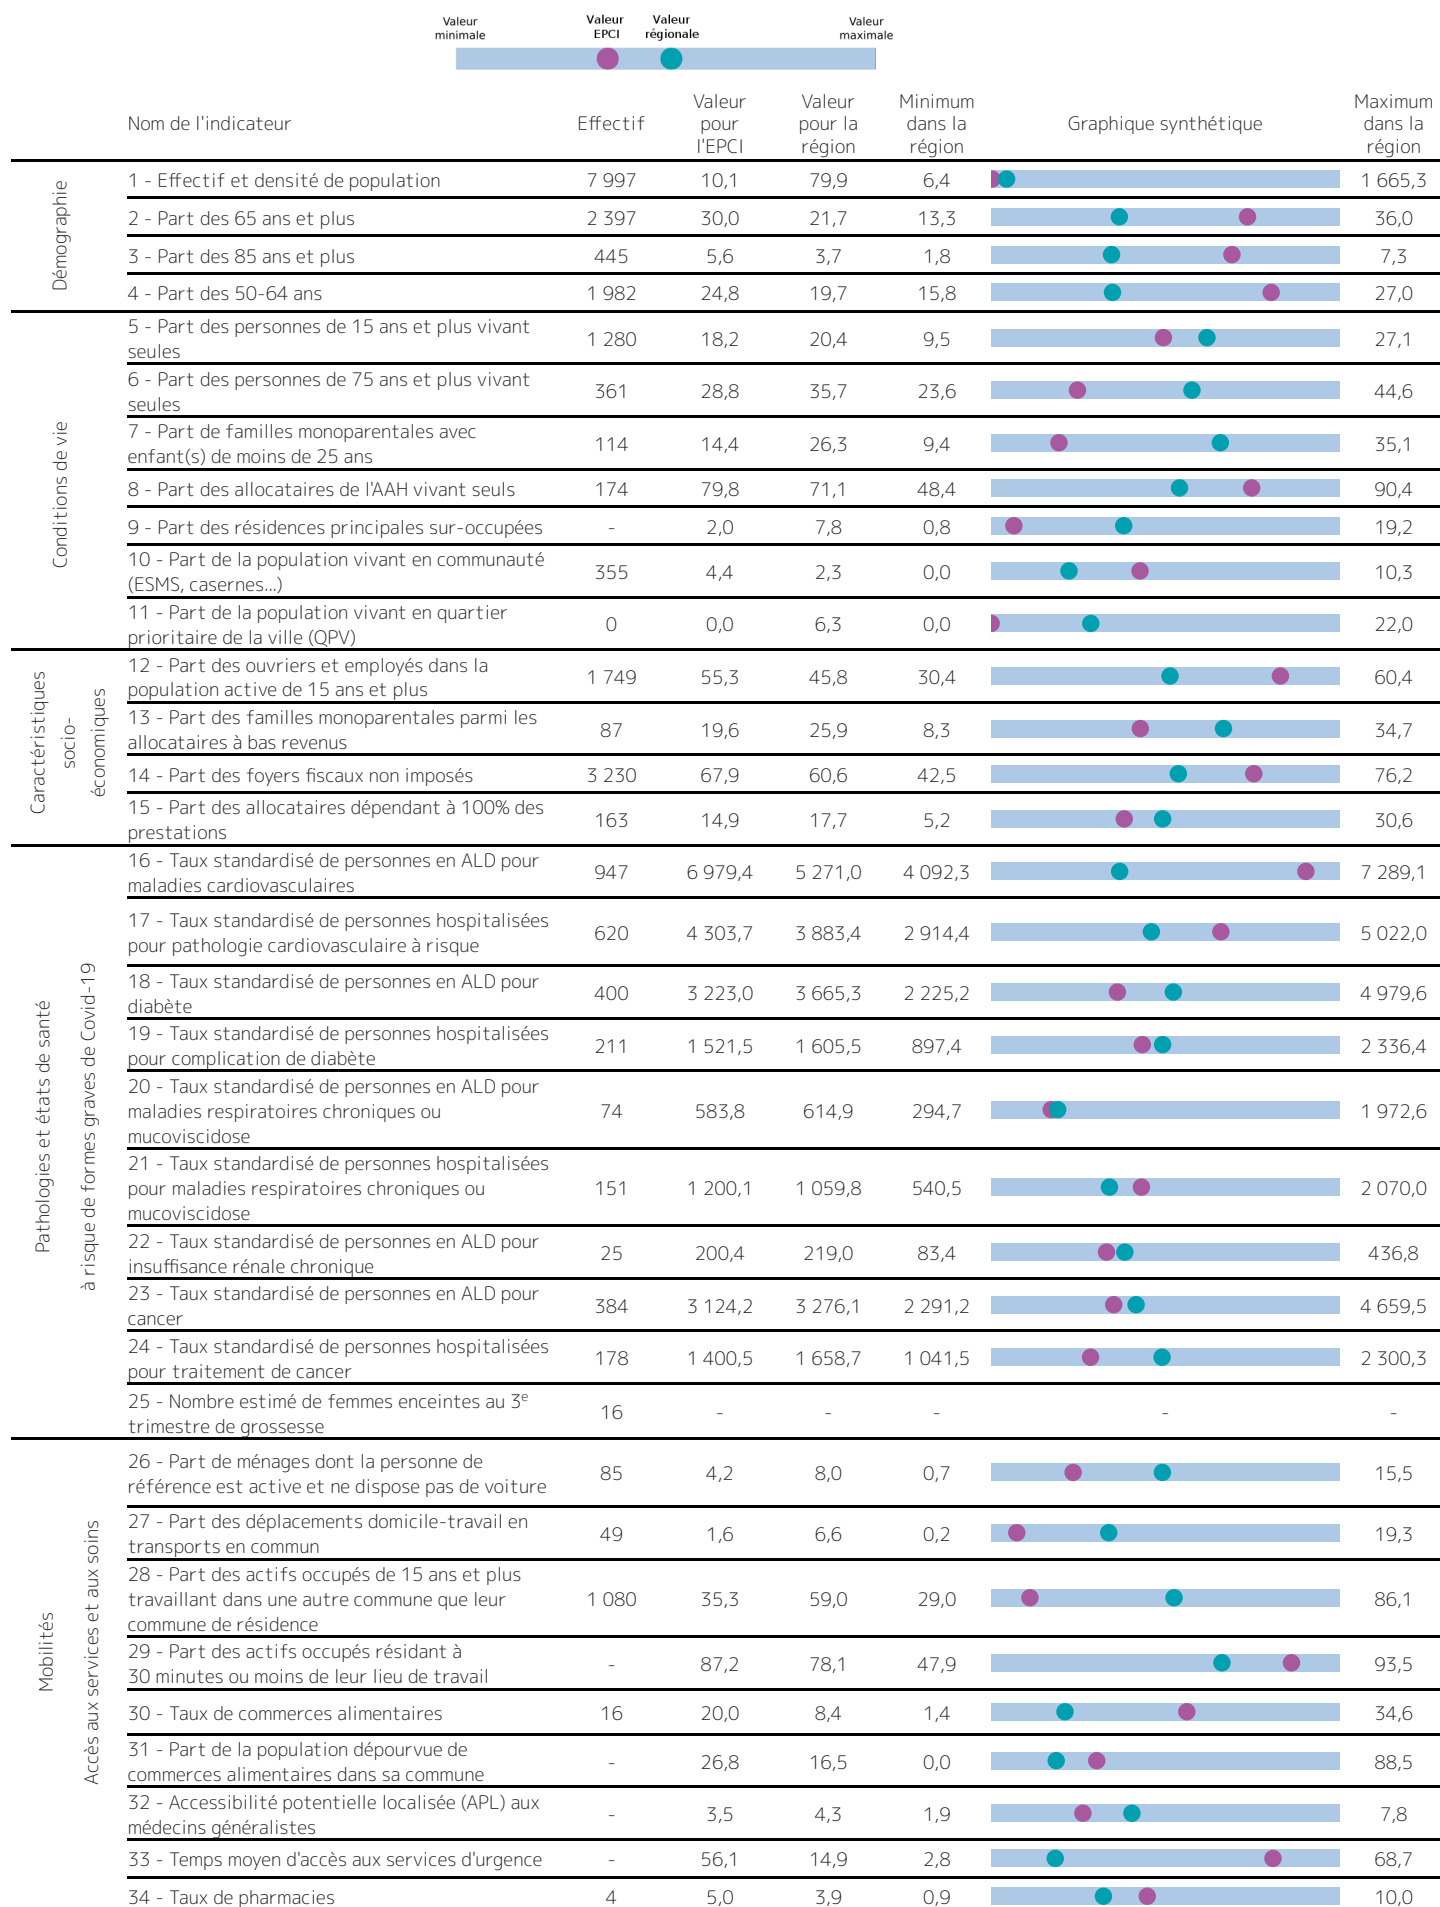 Valeur
minimale
Valeur
EPCI
Valeur
régionale
Valeur
maximale
Nom de l'indicateur
Effectif
Valeur
pour
l'EPCI
Valeur
pour la
région
Minimum
dans la
région
Graphique synthétique
Maximum
dans la
région
Démographie
1 - Effectif et densité de population 7 997 10,1 79,9 6,4 1 665,3
2 - Part des 65 ans et plus 2 397 30,0 21,7 13,3 36,0
3 - Part des 85 ans et plus 445 5,6 3,7 1,8 7,3
4 - Part des 50-64 ans 1 982 24,8 19,7 15,8 27,0
Conditions de vie
5 - Part des personnes de 15 ans et plus vivant
seules
1 280 18,2 20,4 9,5 27,1
6 - Part des personnes de 75 ans et plus vivant
seules
361 28,8 35,7 23,6 44,6
7 - Part de familles monoparentales avec
enfant(s) de moins de 25 ans
114 14,4 26,3 9,4 35,1
8 - Part des allocataires de l'AAH vivant seuls 174 79,8 71,1 48,4 90,4
9 - Part des résidences principales sur-occupées - 2,0 7,8 0,8 19,2
10 - Part de la population vivant en communauté
(ESMS, casernes...)
355 4,4 2,3 0,0 10,3
11 - Part de la population vivant en quartier
prioritaire de la ville (QPV)
0 0,0 6,3 0,0 22,0
Caractéristiques
socio-
économiques
12 - Part des ouvriers et employés dans la
population active de 15 ans et plus
1 749 55,3 45,8 30,4 60,4
13 - Part des familles monoparentales parmi les
allocataires à bas revenus
87 19,6 25,9 8,3 34,7
14 - Part des foyers fiscaux non imposés 3 230 67,9 60,6 42,5 76,2
15 - Part des allocataires dépendant à 100% des
prestations
163 14,9 17,7 5,2 30,6
Pathologies et états de santé
à risque de formes graves de Covid-19
16 - Taux standardisé de personnes en ALD pour
maladies cardiovasculaires
947 6 979,4 5 271,0 4 092,3 7 289,1
17 - Taux standardisé de personnes hospitalisées
pour pathologie cardiovasculaire à risque
620 4 303,7 3 883,4 2 914,4 5 022,0
18 - Taux standardisé de personnes en ALD pour
diabète
400 3 223,0 3 665,3 2 225,2 4 979,6
19 - Taux standardisé de personnes hospitalisées
pour complication de diabète
211 1 521,5 1 605,5 897,4 2 336,4
20 - Taux standardisé de personnes en ALD pour
maladies respiratoires chroniques ou
mucoviscidose
74 583,8 614,9 294,7 1 972,6
21 - Taux standardisé de personnes hospitalisées
pour maladies respiratoires chroniques ou
mucoviscidose
151 1 200,1 1 059,8 540,5 2 070,0
22 - Taux standardisé de personnes en ALD pour
insuffisance rénale chronique
25 200,4 219,0 83,4 436,8
23 - Taux standardisé de personnes en ALD pour
cancer
384 3 124,2 3 276,1 2 291,2 4 659,5
24 - Taux standardisé de personnes hospitalisées
pour traitement de cancer
178 1 400,5 1 658,7 1 041,5 2 300,3
25 - Nombre estimé de femmes enceintes au 3e
trimestre de grossesse
16 - - - - -
Mobilités
Accès aux services et aux soins
26 - Part de ménages dont la personne de
référence est active et ne dispose pas de voiture
85 4,2 8,0 0,7 15,5
27 - Part des déplacements domicile-travail en
transports en commun
49 1,6 6,6 0,2 19,3
28 - Part des actifs occupés de 15 ans et plus
travaillant dans une autre commune que leur
commune de résidence
1 080 35,3 59,0 29,0 86,1
29 - Part des actifs occupés résidant à
30 minutes ou moins de leur lieu de travail
- 87,2 78,1 47,9 93,5
30 - Taux de commerces alimentaires 16 20,0 8,4 1,4 34,6
31 - Part de la population dépourvue de
commerces alimentaires dans sa commune
- 26,8 16,5 0,0 88,5
32 - Accessibilité potentielle localisée (APL) aux
médecins généralistes
- 3,5 4,3 1,9 7,8
33 - Temps moyen d'accès aux services d'urgence - 56,1 14,9 2,8 68,7
34 - Taux de pharmacies 4 5,0 3,9 0,9 10,0